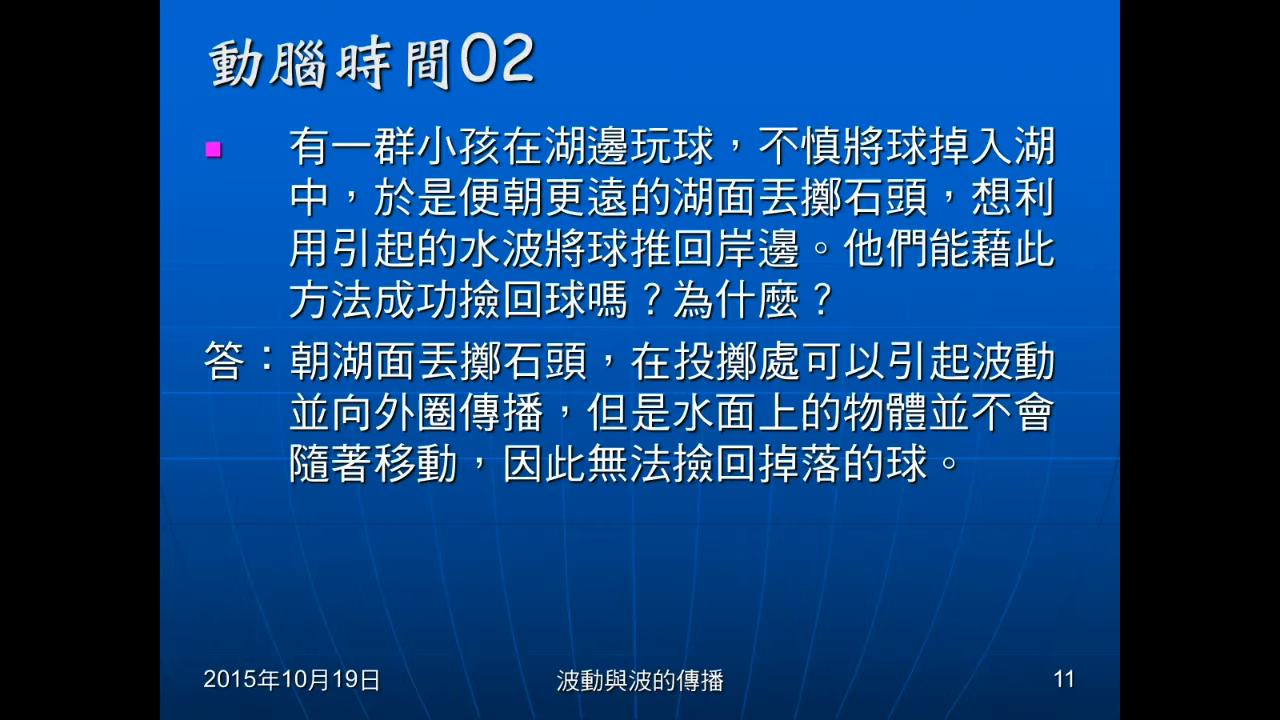 動腦時間02
有一群小孩在湖邊玩球，不慎將球掉入湖
中，於是便朝更遠的湖面丟擲石頭，想利
用引起的水波將球推回岸邊。他們能藉此
方法成功撿回球嗎？為什麼？
答：朝湖面丟擲石頭，在投擲處可以引起波動
並向外圈傳播，但是水面上的物體並不會
隨著移動，因此無法撿回掉落的球。
2015年10月19日
波動與波的傳播
11